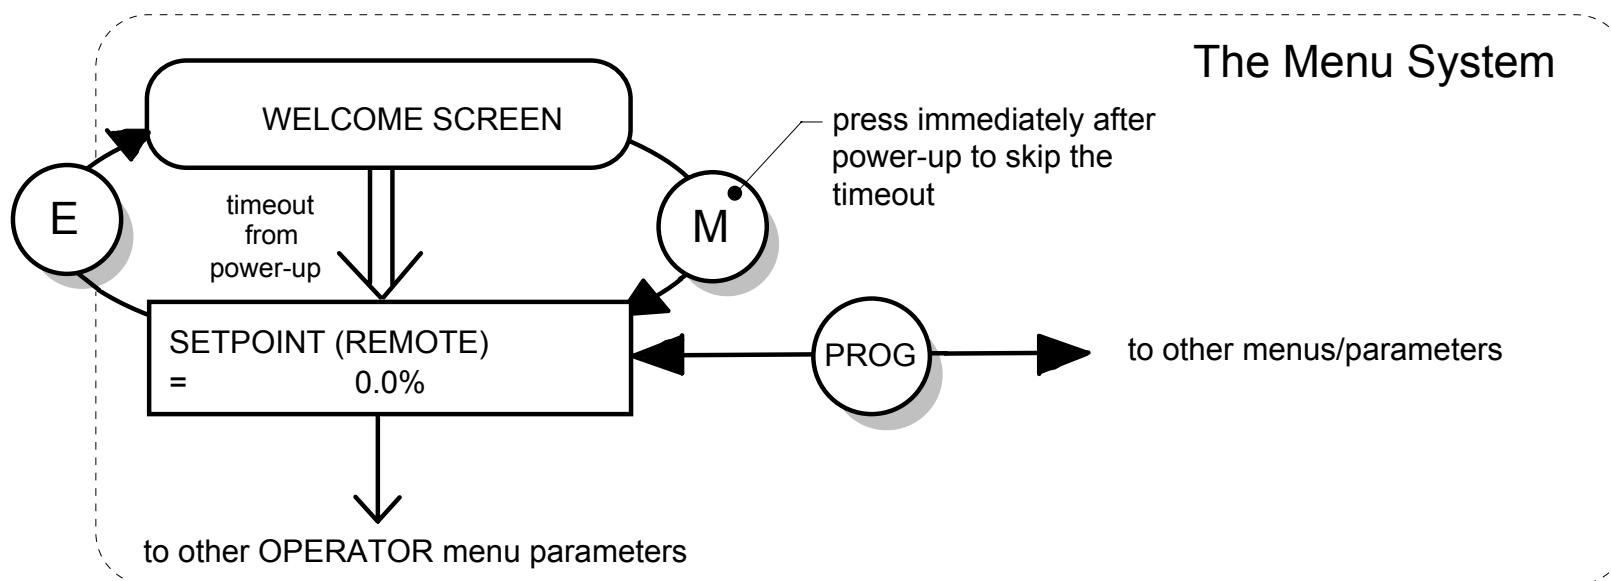 The Menu System
WELCOME SCREEN
press immediately after
power-up to skip the
timeout
E
timeout
from
power-up
M
SETPOINT (REMOTE)
= 0.0%
PROG
to other menus/parameters
to other OPERATOR menu parameters